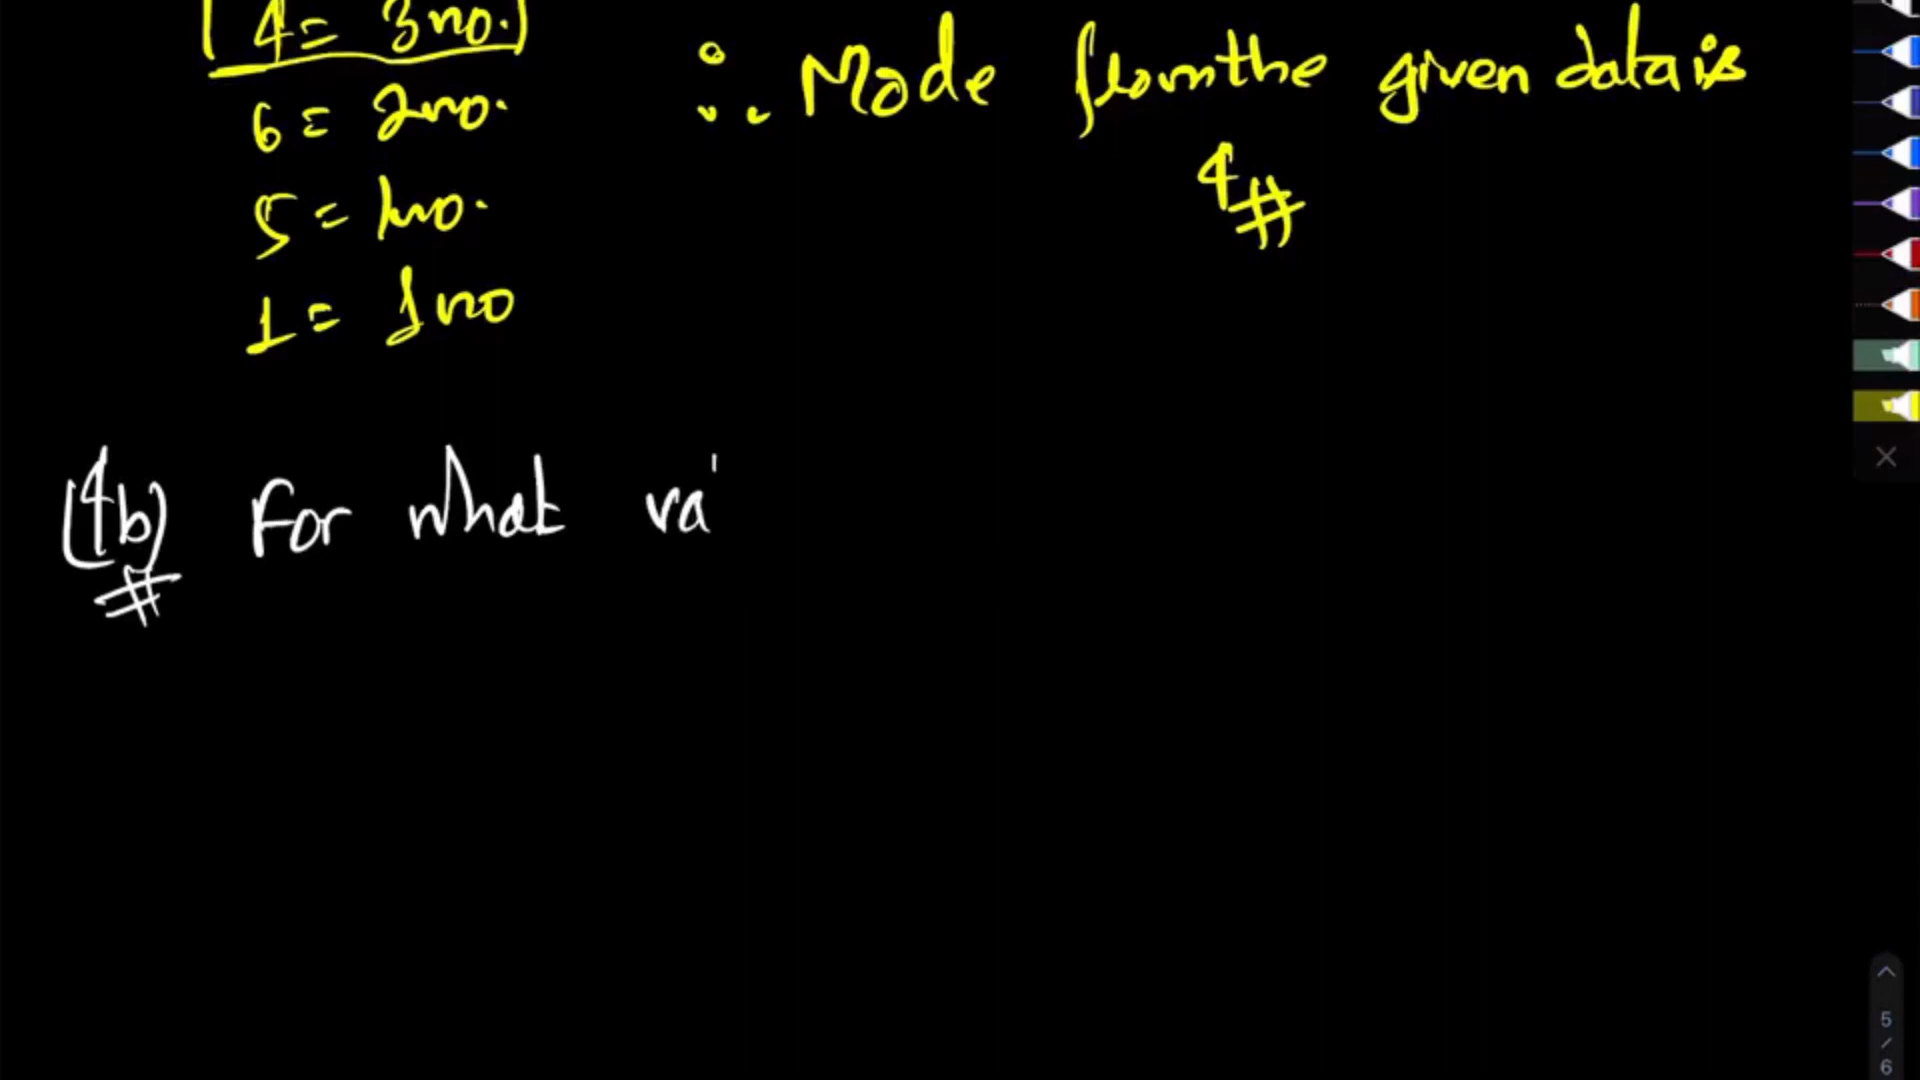 4= 3no.
6= 2no.
5= 1no.
1= 1no
∴ Mode from the given data is
4#
(4b) For what va
#
5
/
6